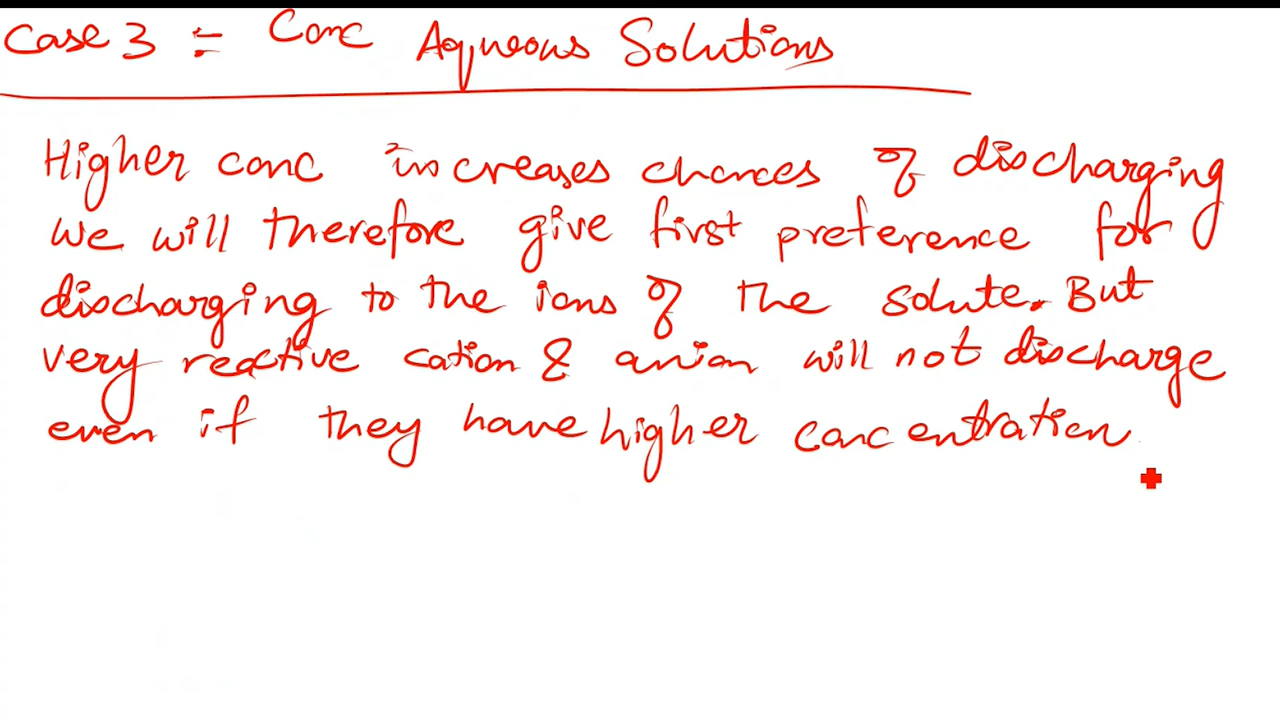 Case 3 :- Conc Aqueous Solutions
Higher conc increases chances of discharging
We will therefore give first preference for
discharging to the ions of the solute. But
very reactive cation & anion will not discharge
even if they have higher concentration.